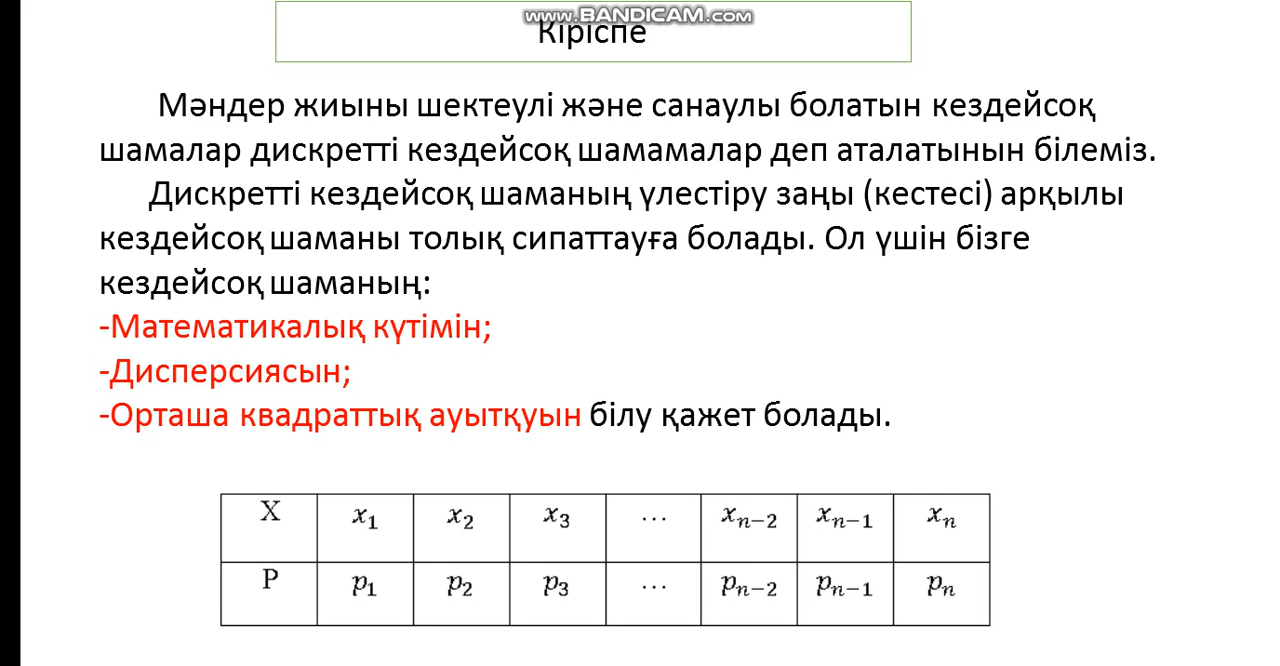 www.BANDICAM.com
Кіріспе
Мәндер жиыны шектеулі және санаулы болатын кездейсоқ
шамалар дискретті кездейсоқ шамамалар деп аталатынын білеміз.
Дискретті кездейсоқ шаманың үлестіру заңы (кестесі) арқылы
кездейсоқ шаманы толық сипаттауға болады. Ол үшін бізге
кездейсоқ шаманың:
-Математикалық күтімін;
-Дисперсиясын;
-Орташа квадраттық ауытқуын білу қажет болады.
X x₁ x₂ x₃ … xₙ₋₂ xₙ₋₁ xₙ
P p₁ p₂ p₃ … pₙ₋₂ pₙ₋₁ pₙ